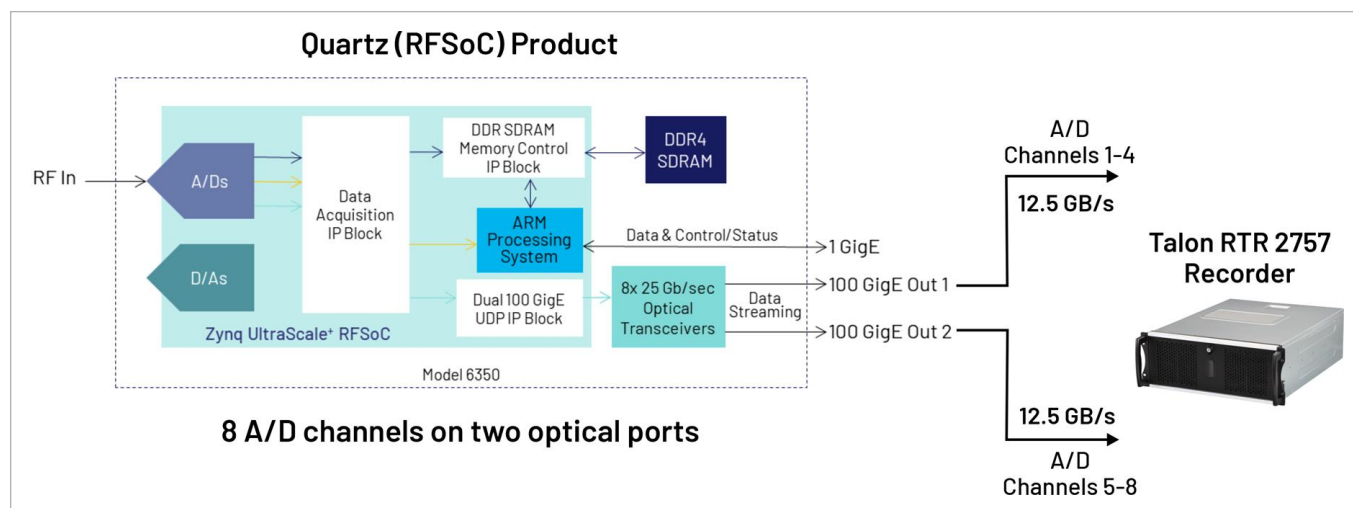 Quartz (RFSoC) Product
RF In
A/Ds
D/As
Data
Acquisition
IP Block
DDR SDRAM
Memory Control
IP Block
DDR4
SDRAM
ARM
Processing
System
Data & Control/Status
1 GigE
Dual 100 GigE
UDP IP Block
8x 25 Gb/sec
Optical
Transceivers
Data
Streaming
100 GigE Out 1
100 GigE Out 2
Zynq UltraScale+ RFSoC
Model 6350
8 A/D channels on two optical ports
A/D
Channels 1-4
12.5 GB/s
Talon RTR 2757
Recorder
12.5 GB/s
A/D
Channels 5-8